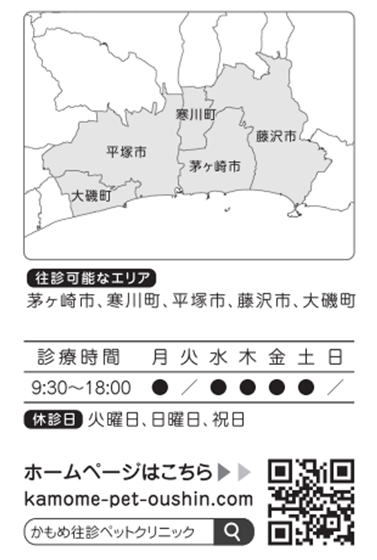 寒川町
藤沢市
平塚市
茅ヶ崎市
大磯町
往診可能なエリア
茅ヶ崎市、寒川町、平塚市、藤沢市、大磯町
診療時間 月 火 水 木 金 土 日
9:30～18:00 ● ／ ● ● ● ● ／
休診日 火曜日、日曜日、祝日
ホームページはこちら▶▶
kamome-pet-oushin.com
かもめ往診ペットクリニック